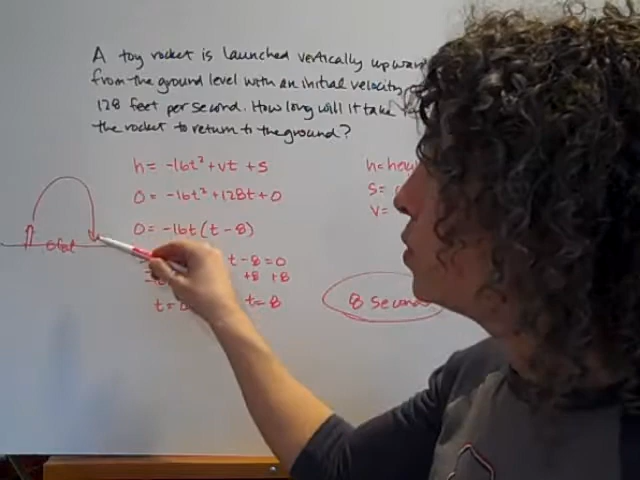 A toy rocket is launched vertically upward
from the ground level with an initial velocity
128 feet per second. How long will it take
the rocket to return to the ground?
h = -16t² + vt + s
0 = -16t² + 128t + 0
0 = -16t(t - 8)
t - 8 = 0
+8 +8
t = t = 8
h =
s =
v =
8 seconds
0 feet